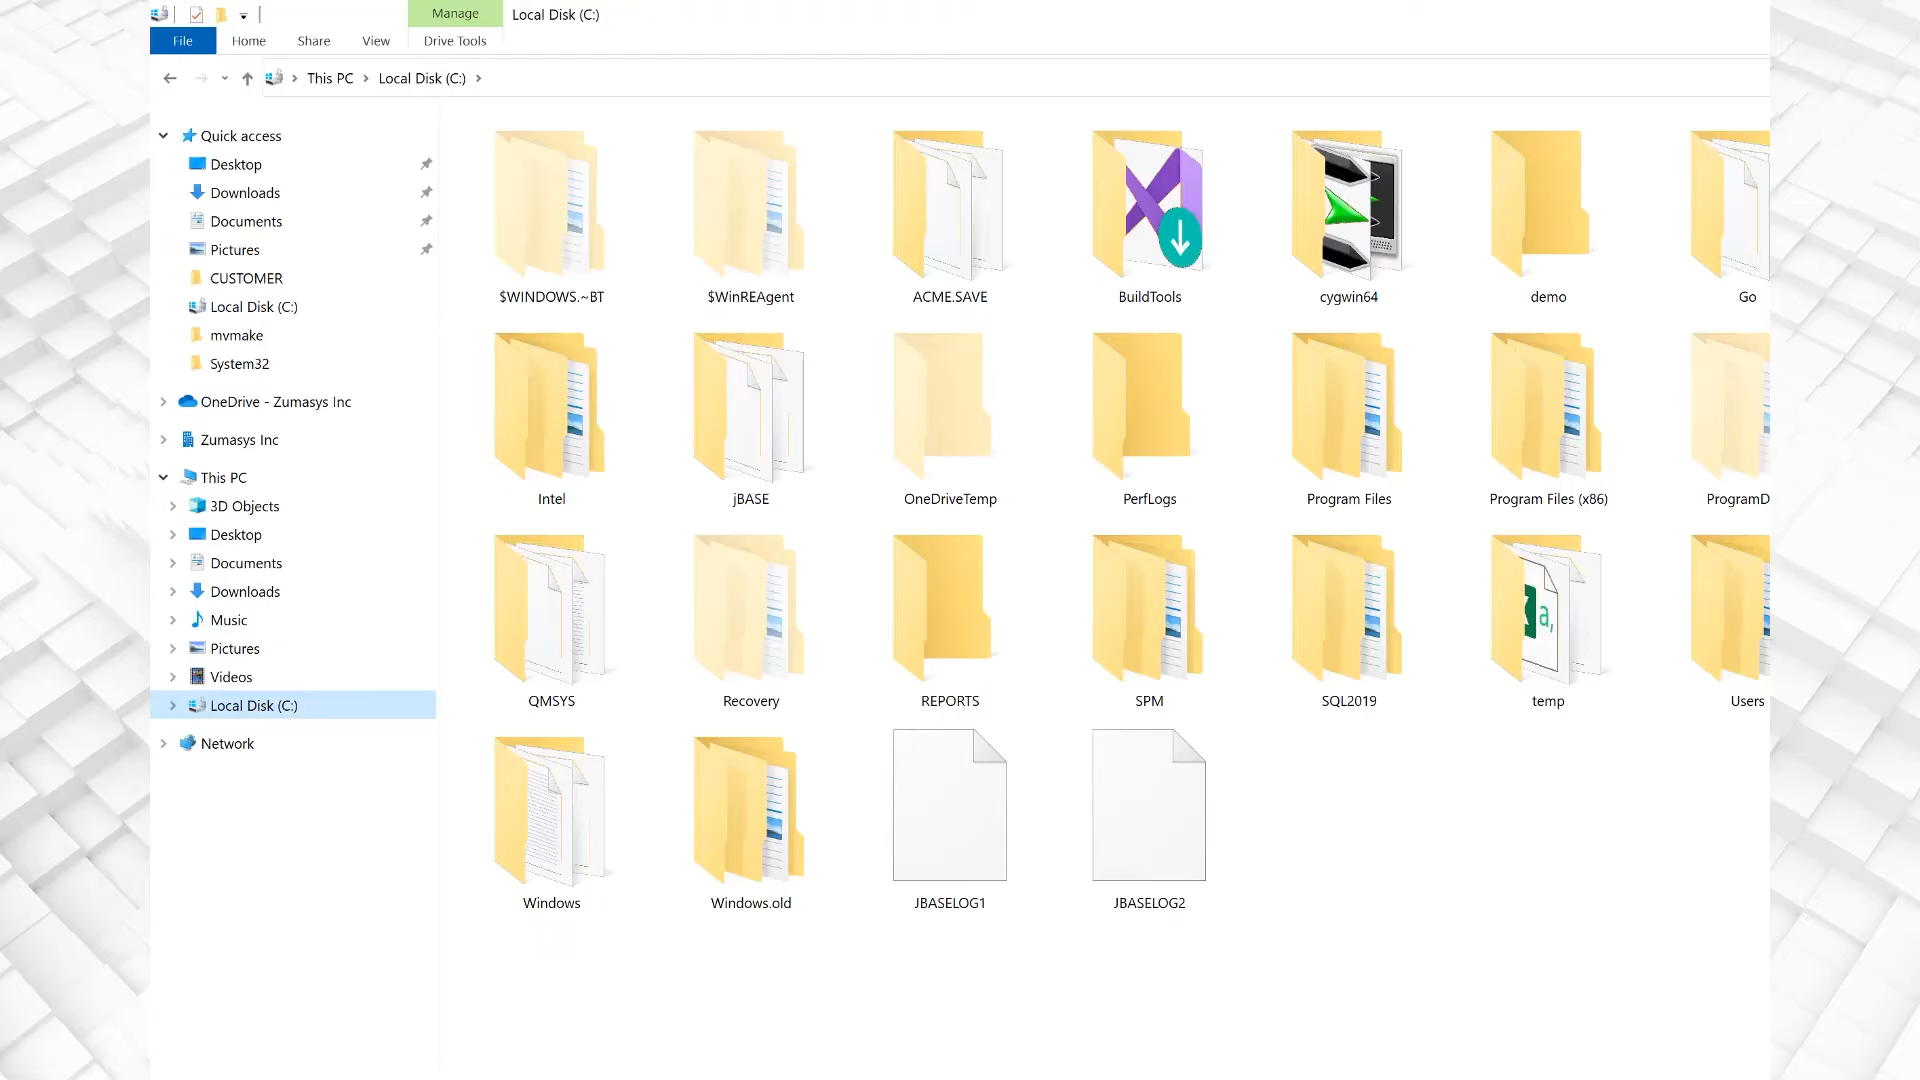 Manage
Local Disk (C:)
File
Home
Share
View
Drive Tools
This PC
Local Disk (C:)
Quick access
Desktop
Downloads
Documents
Pictures
CUSTOMER
Local Disk (C:)
mvmake
System32
OneDrive - Zumasys Inc
Zumasys Inc
This PC
3D Objects
Desktop
Documents
Downloads
Music
Pictures
Videos
Local Disk (C:)
Network
$WINDOWS.~BT
$WinREAgent
ACME.SAVE
BuildTools
cygwin64
demo
Go
Intel
jBASE
OneDriveTemp
PerfLogs
Program Files
Program Files (x86)
ProgramD
QMSYS
Recovery
REPORTS
SPM
SQL2019
a,
temp
Users
Windows
Windows.old
JBASELOG1
JBASELOG2